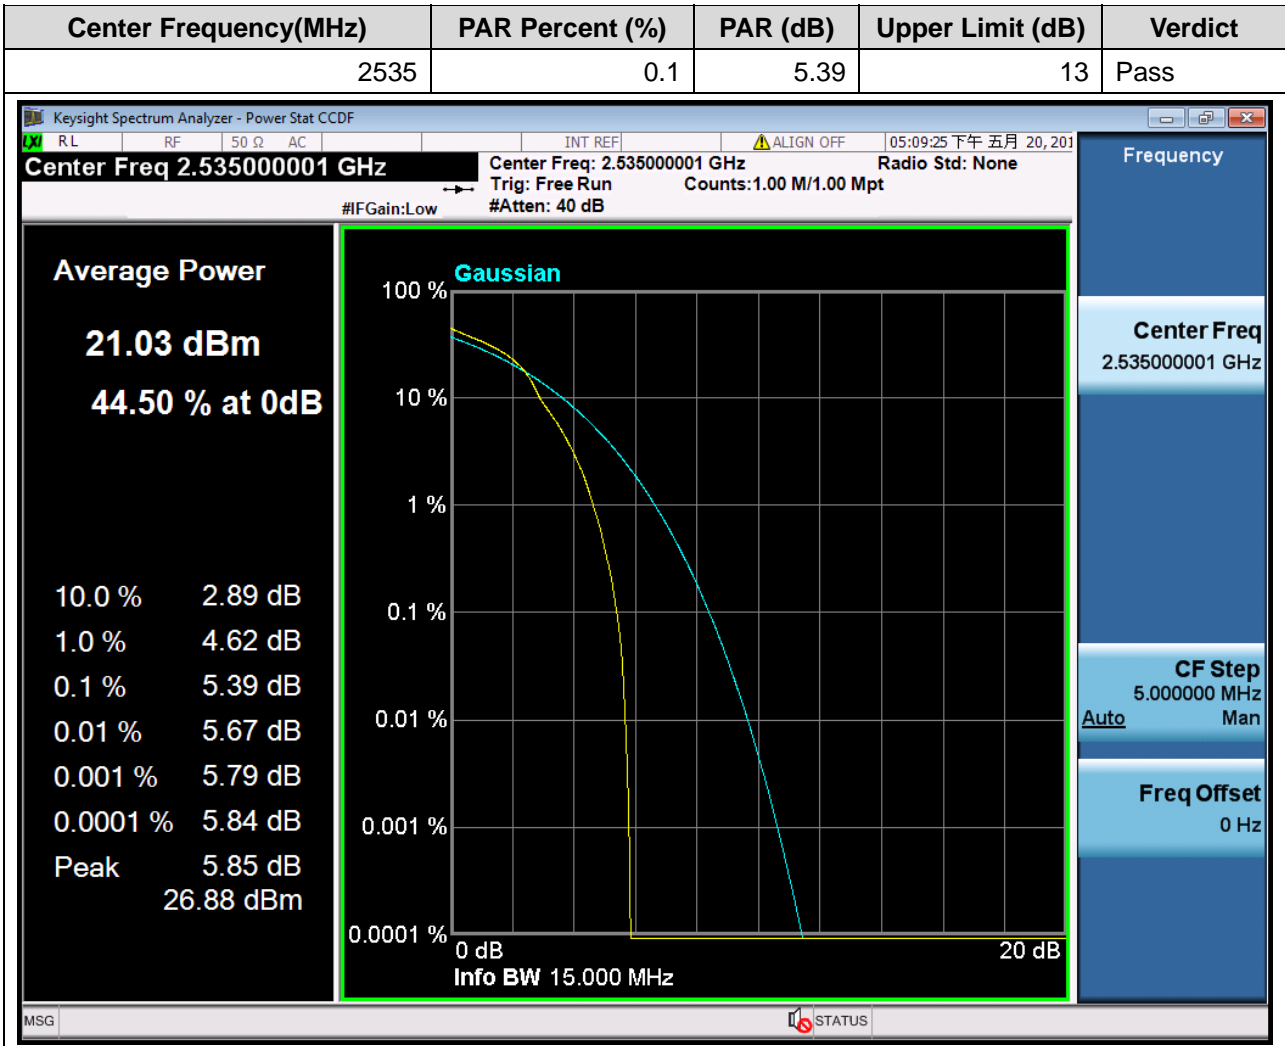 Center Frequency(MHz) PAR Percent (%) PAR (dB) Upper Limit (dB) Verdict
2535 0.1 5.39 13 Pass
Keysight Spectrum Analyzer - Power Stat CCDF
LXI RL RF 50 Ω AC INT REF ALIGN OFF 05:09:25 下午 五月 20, 201
Center Freq 2.535000001 GHz
Center Freq: 2.535000001 GHz Radio Std: None
Trig: Free Run Counts:1.00 M/1.00 Mpt
#IFGain:Low #Atten: 40 dB
Average Power
21.03 dBm
44.50 % at 0dB
10.0 % 2.89 dB
1.0 % 4.62 dB
0.1 % 5.39 dB
0.01 % 5.67 dB
0.001 % 5.79 dB
0.0001 % 5.84 dB
Peak 5.85 dB
26.88 dBm
Gaussian
100 %
10 %
1 %
0.1 %
0.01 %
0.001 %
0.0001 %
0 dB 20 dB
Info BW 15.000 MHz
Frequency
Center Freq
2.535000001 GHz
CF Step
5.000000 MHz
Auto Man
Freq Offset
0 Hz
MSG STATUS